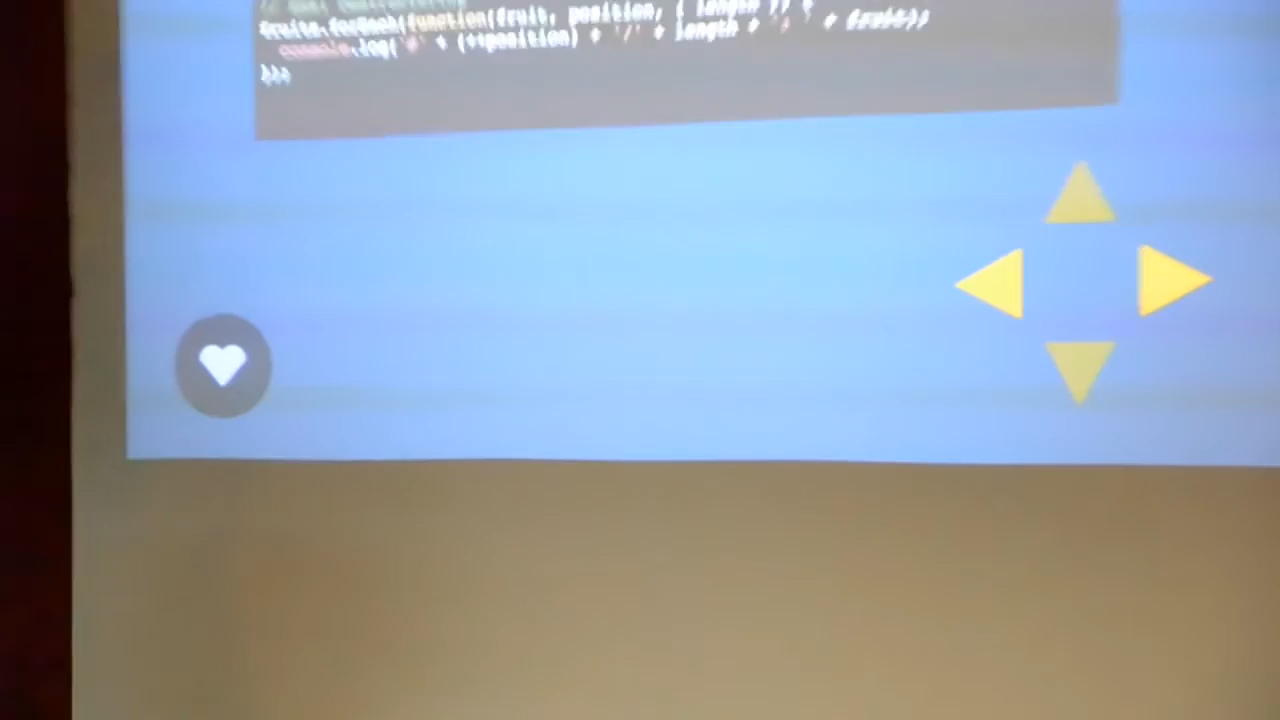 fruits.forEach(function(fruit, position, { length }) {
console.log('#' + (++position) + '/' + length + ': ' + fruit);
}));